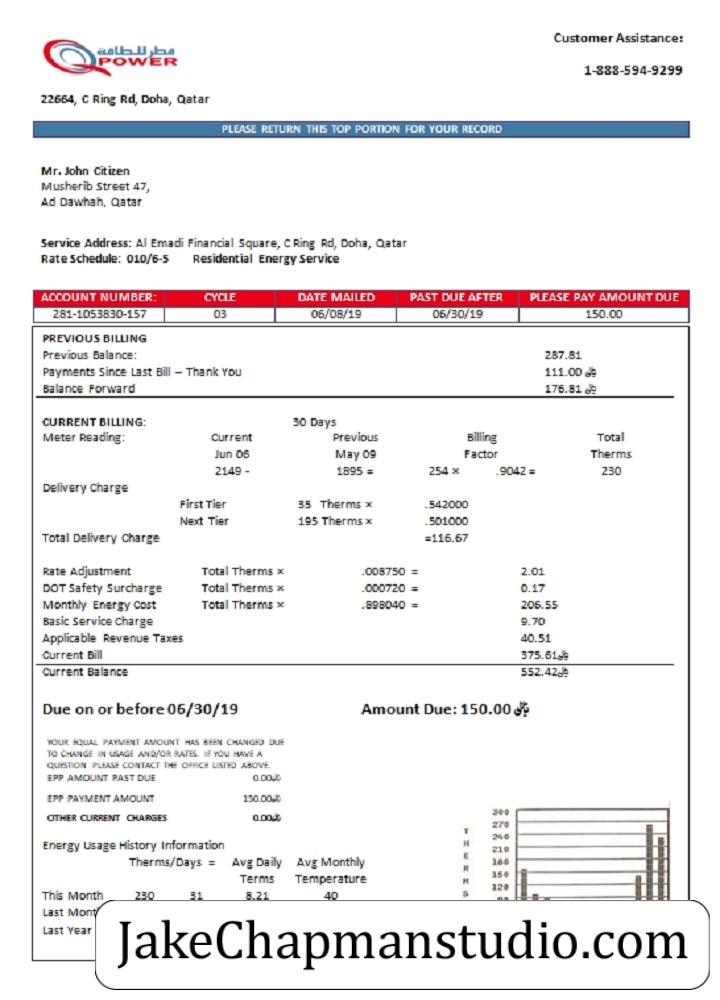 قطر للطاقة
QPOWER
Customer Assistance:
1-888-594-9299
22664, C Ring Rd, Doha, Qatar
PLEASE RETURN THIS TOP PORTION FOR YOUR RECORD
Mr. John Citizen
Musherib Street 47,
Ad Dawhah, Qatar
Service Address: Al Emadi Financial Square, C Ring Rd, Doha, Qatar
Rate Schedule: 010/6-5 Residential Energy Service
ACCOUNT NUMBER: CYCLE DATE MAILED PAST DUE AFTER PLEASE PAY AMOUNT DUE
281-1053830-157 03 06/08/19 06/30/19 150.00
PREVIOUS BILLING
Previous Balance: 287.81
Payments Since Last Bill – Thank You 111.00 ﷼
Balance Forward 176.81 ﷼
CURRENT BILLING: 30 Days
Meter Reading: Current Previous Billing Total
Jun 06 May 09 Factor Therms
2149 - 1895 = 254 × .9042 = 230
Delivery Charge
First Tier 35 Therms × .542000
Next Tier 195 Therms × .501000
Total Delivery Charge =116.67
Rate Adjustment Total Therms × .008750 = 2.01
DOT Safety Surcharge Total Therms × .000720 = 0.17
Monthly Energy Cost Total Therms × .898040 = 206.55
Basic Service Charge 9.70
Applicable Revenue Taxes 40.51
Current Bill 375.61﷼
Current Balance 552.42﷼
Due on or before 06/30/19 Amount Due: 150.00 ﷼
YOUR EQUAL PAYMENT AMOUNT HAS BEEN CHANGED DUE
TO CHANGE IN USAGE AND/OR RATES. IF YOU HAVE A
QUESTION PLEASE CONTACT THE OFFICE LISTED ABOVE.
EPP AMOUNT PAST DUE 0.00﷼
EPP PAYMENT AMOUNT 150.00﷼
OTHER CURRENT CHARGES 0.00﷼
Energy Usage History Information
Therms/Days = Avg Daily Avg Monthly
Terms Temperature
This Month 230 31 8.21 40
Last Mont
Last Year
THERMS
300
270
240
210
180
150
120
JakeChapmanstudio.com